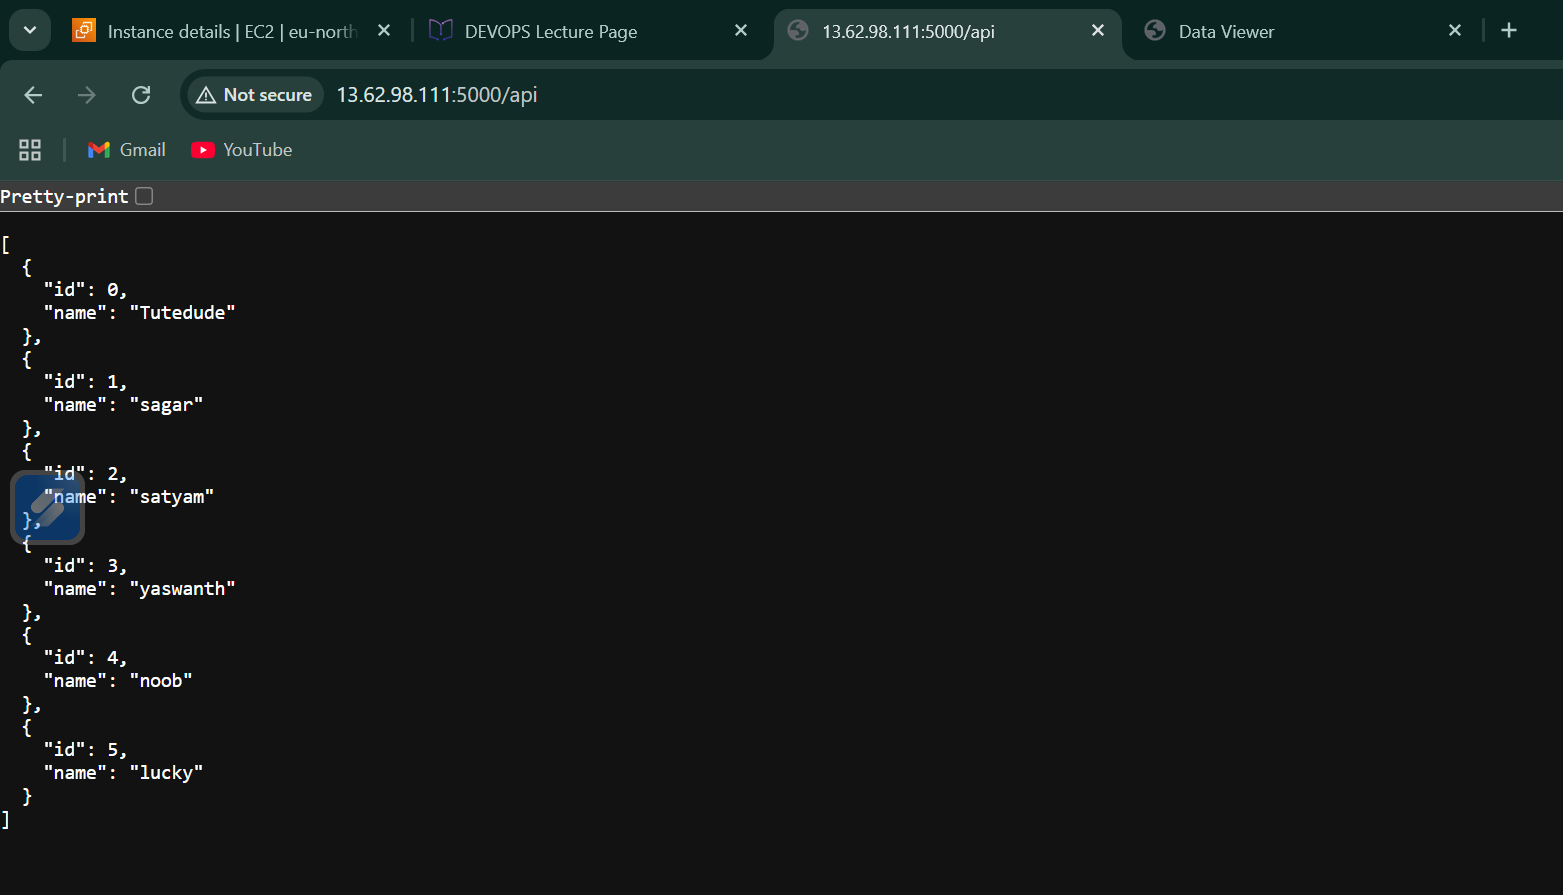 Instance details | EC2 | eu-north
DEVOPS Lecture Page
13.62.98.111:5000/api
Data Viewer
Not secure
13.62.98.111:5000/api
Gmail
YouTube
Pretty-print
[
  {
    "id": 0,
    "name": "Tutedude"
  },
  {
    "id": 1,
    "name": "sagar"
  },
  {
    "id": 2,
    "name": "satyam"
  },
  {
    "id": 3,
    "name": "yaswanth"
  },
  {
    "id": 4,
    "name": "noob"
  },
  {
    "id": 5,
    "name": "lucky"
  }
]